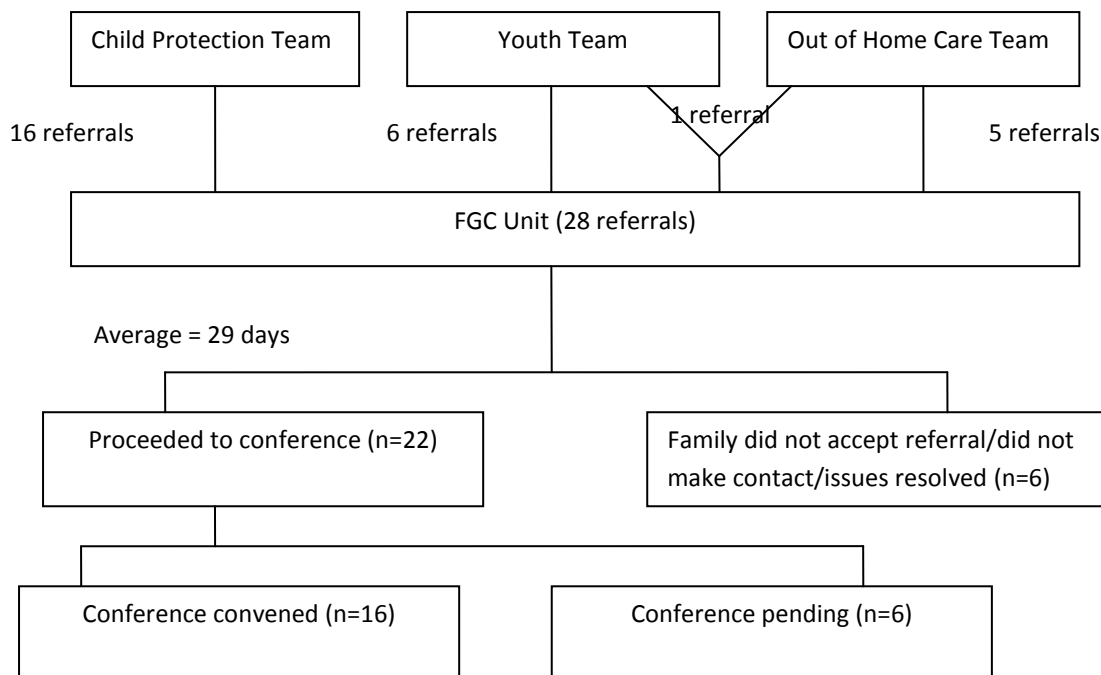 Child Protection Team
Youth Team
Out of Home Care Team
16 referrals
6 referrals
1 referral
5 referrals
FGC Unit (28 referrals)
Average = 29 days
Proceeded to conference (n=22)
Family did not accept referral/did not
make contact/issues resolved (n=6)
Conference convened (n=16)
Conference pending (n=6)